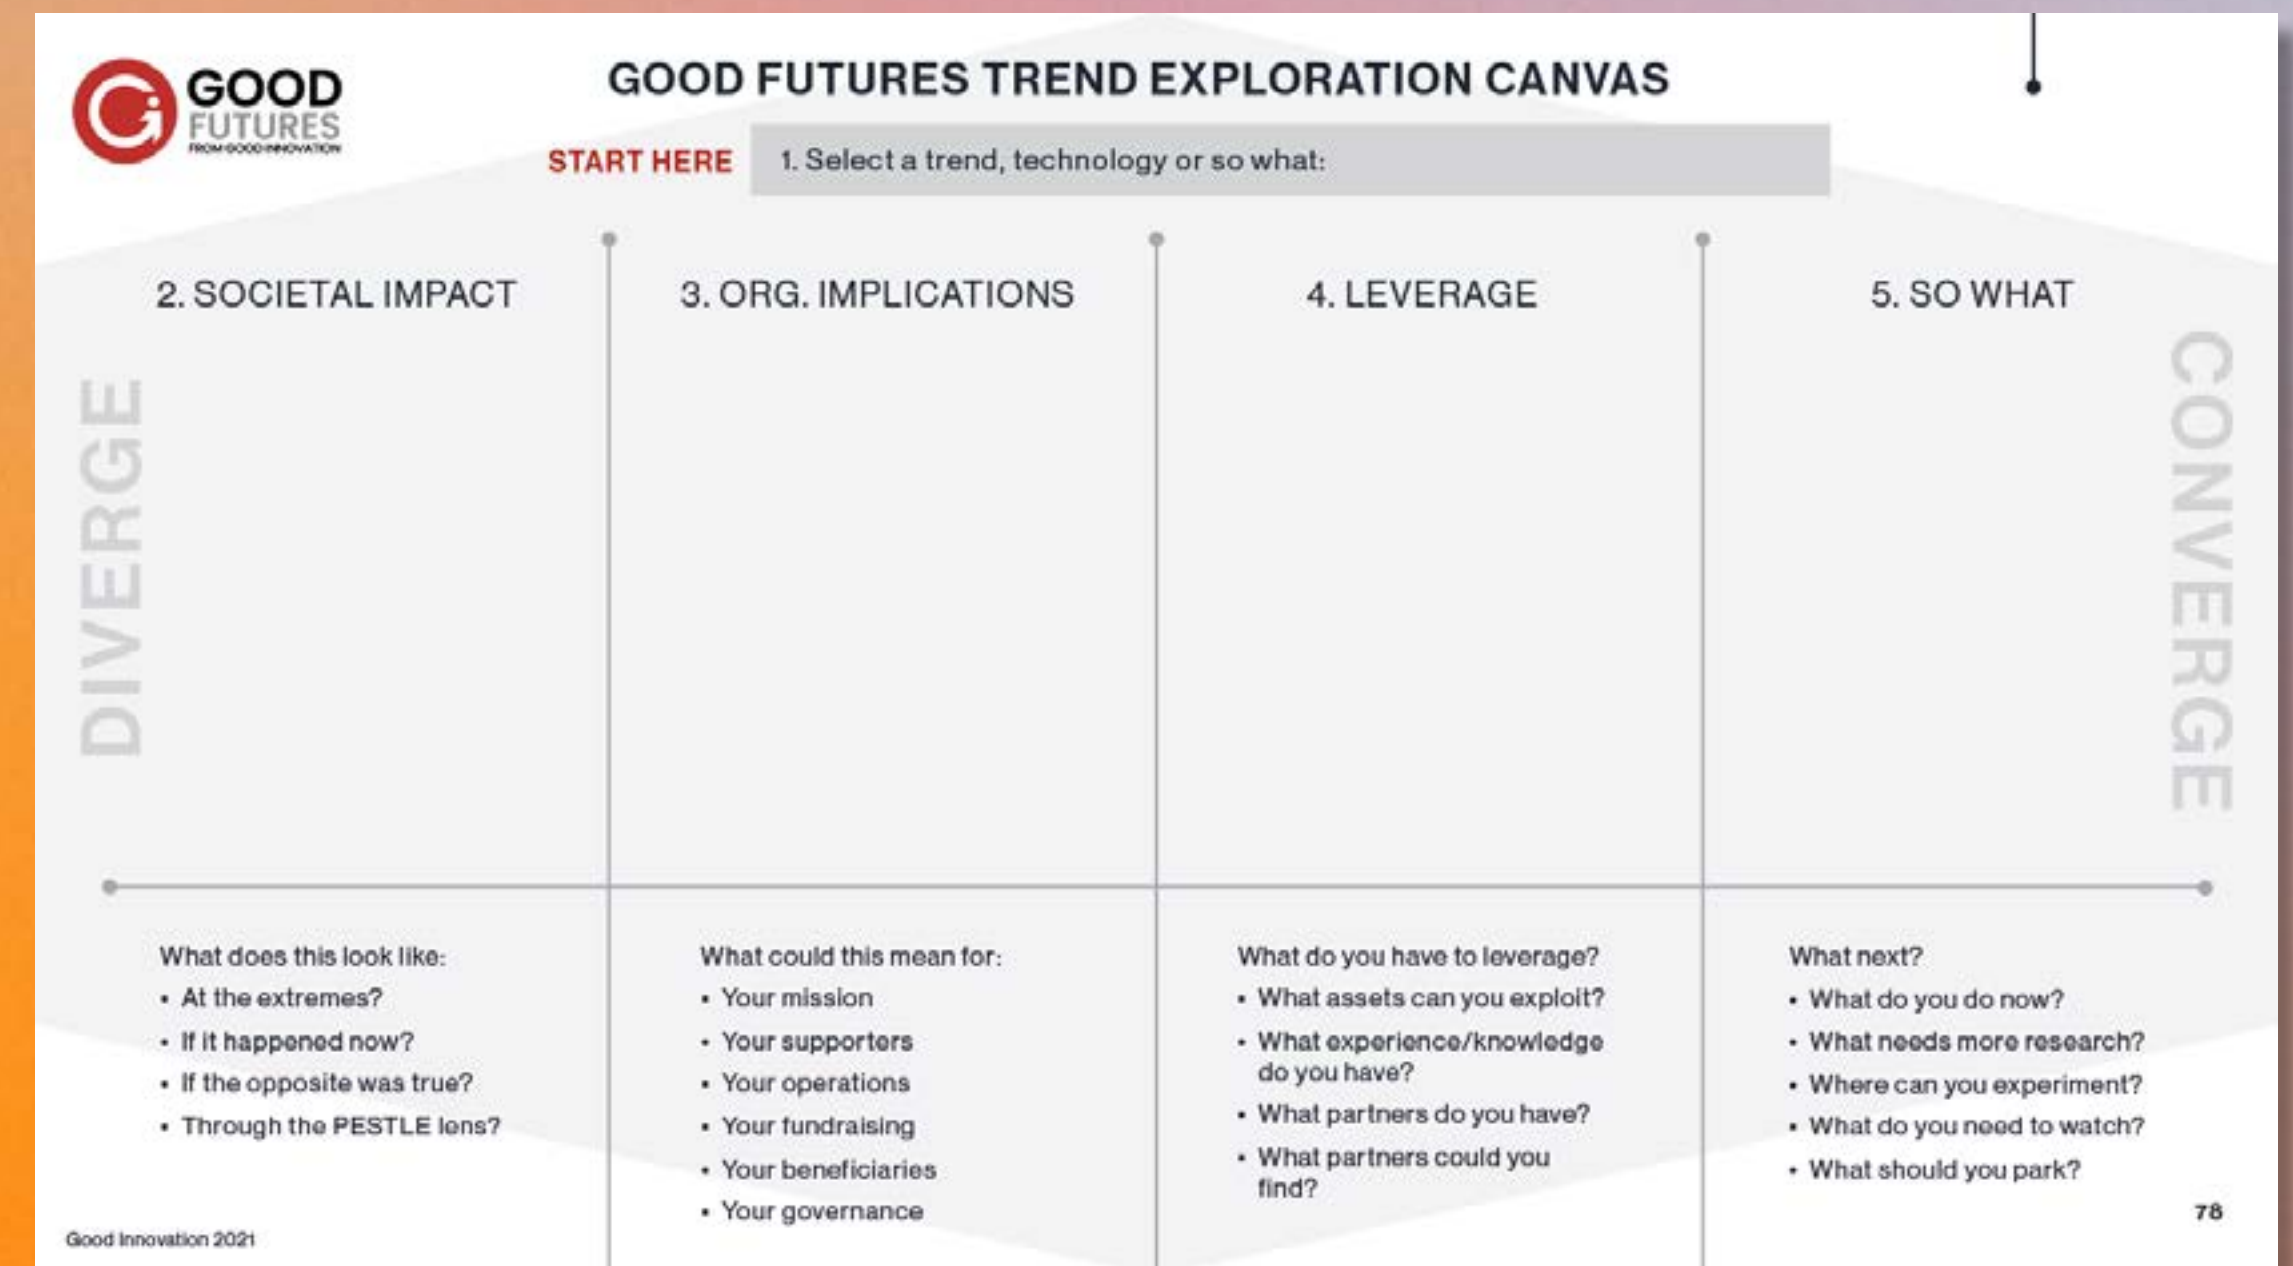 GOOD
FUTURES
FROM GOOD INNOVATION
GOOD FUTURES TREND EXPLORATION CANVAS
START HERE
1. Select a trend, technology or so what:
2. SOCIETAL IMPACT
3. ORG. IMPLICATIONS
4. LEVERAGE
5. SO WHAT
DIVERGE
CONVERGE
What does this look like:
• At the extremes?
• If it happened now?
• If the opposite was true?
• Through the PESTLE lens?
What could this mean for:
• Your mission
• Your supporters
• Your operations
• Your fundraising
• Your beneficiaries
• Your governance
What do you have to leverage?
• What assets can you exploit?
• What experience/knowledge
do you have?
• What partners do you have?
• What partners could you
find?
What next?
• What do you do now?
• What needs more research?
• Where can you experiment?
• What do you need to watch?
• What should you park?
Good Innovation 2021
78